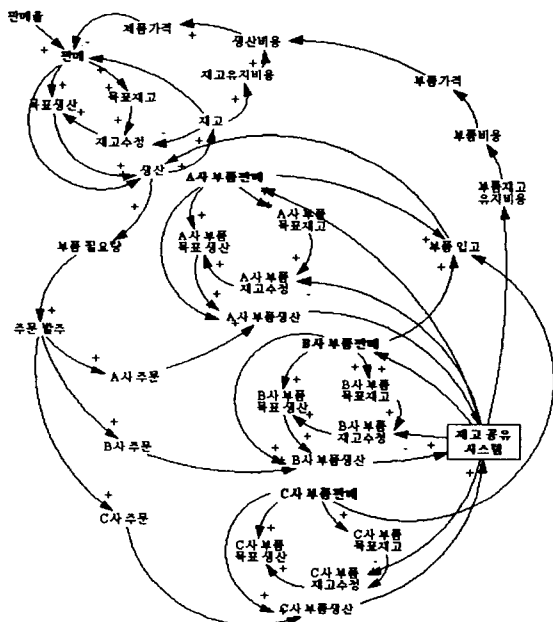 판매율
제품가격
생산비용
판매
재고유지비용
부품가격
목표생산
목표재고
재고
재고수정
부품비용
생산
A사 부품판매
부품재고
유지비용
A사 부품
목표재고
A사 부품
목표 생산
부품 필요량
부품 입고
A사 부품
재고수정
A사 부품생산
주문 발주
B사 부품판매
A사 주문
B사 부품
목표재고
B사 부품
목표 생산
B사 부품
재고수정
재고 공유
시스템
B사 주문
B사 부품생산
C사 부품판매
C사 주문
C사 부품
목표 생산
C사 부품
목표재고
C사 부품
재고수정
C사 부품생산